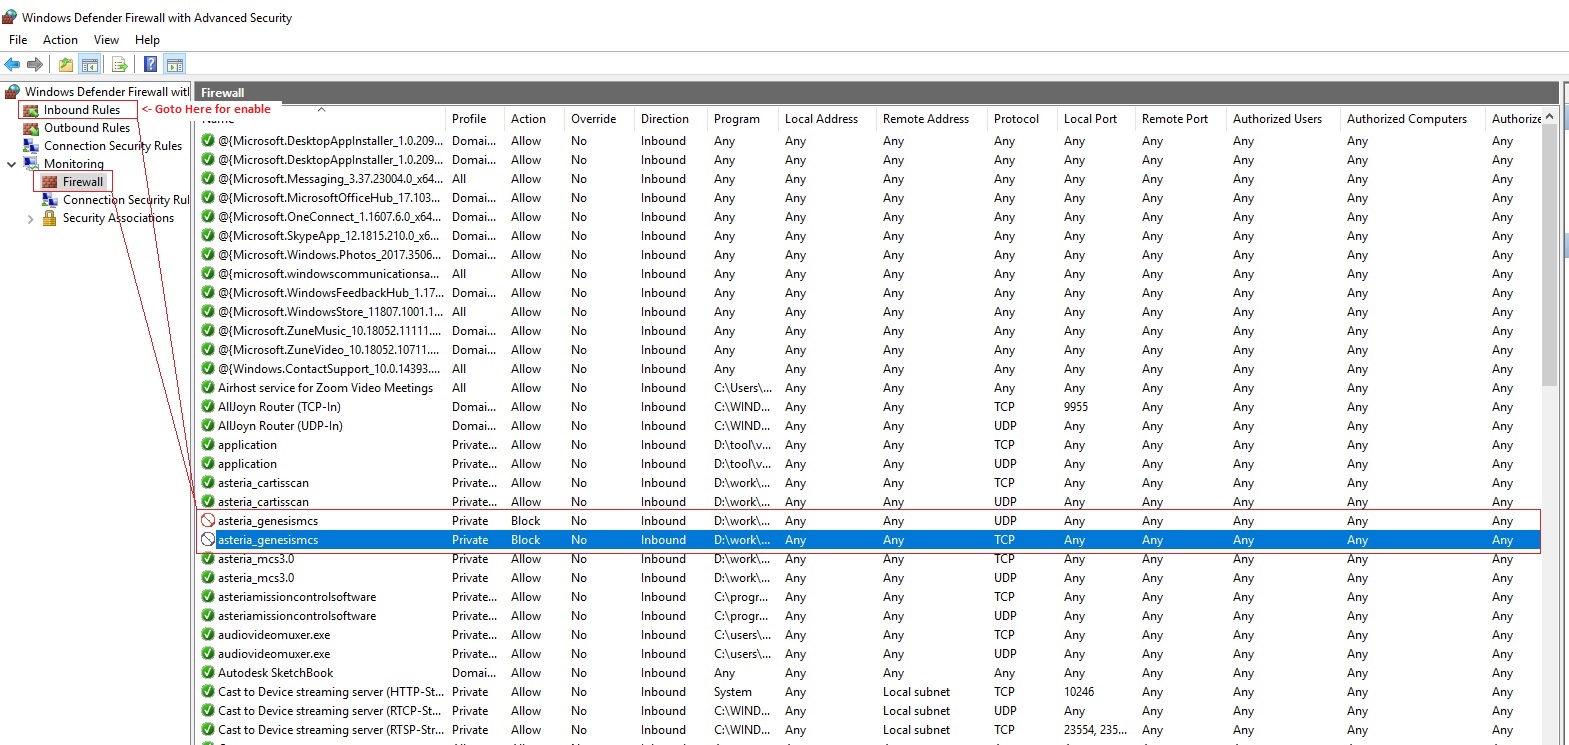 Windows Defender Firewall with Advanced Security
File Action View Help
Windows Defender Firewall with
Inbound Rules
<- Goto Here for enable
Outbound Rules
Connection Security Rules
Monitoring
Firewall
Connection Security Rul
Security Associations
Firewall
Name Profile Action Override Direction Program Local Address Remote Address Protocol Local Port Remote Port Authorized Users Authorized Computers Authorize
@{Microsoft.DesktopAppInstaller_1.0.209... Domai... Allow No Inbound Any Any Any Any Any Any Any Any Any
@{Microsoft.DesktopAppInstaller_1.0.209... Domai... Allow No Inbound Any Any Any Any Any Any Any Any Any
@{Microsoft.Messaging_3.37.23004.0_x64... All Allow No Inbound Any Any Any Any Any Any Any Any Any
@{Microsoft.MicrosoftOfficeHub_17.103... Domai... Allow No Inbound Any Any Any Any Any Any Any Any Any
@{Microsoft.OneConnect_1.1607.6.0_x64... Domai... Allow No Inbound Any Any Any Any Any Any Any Any Any
@{Microsoft.SkypeApp_12.1815.210.0_x6... Domai... Allow No Inbound Any Any Any Any Any Any Any Any Any
@{Microsoft.Windows.Photos_2017.3506... Domai... Allow No Inbound Any Any Any Any Any Any Any Any Any
@{microsoft.windowscommunicationsa... All Allow No Inbound Any Any Any Any Any Any Any Any Any
@{Microsoft.WindowsFeedbackHub_1.17... Domai... Allow No Inbound Any Any Any Any Any Any Any Any Any
@{Microsoft.WindowsStore_11807.1001.1... Domai... Allow No Inbound Any Any Any Any Any Any Any Any Any
@{Microsoft.ZuneMusic_10.18052.11111.... Domai... Allow No Inbound Any Any Any Any Any Any Any Any Any
@{Microsoft.ZuneVideo_10.18052.10711.... Domai... Allow No Inbound Any Any Any Any Any Any Any Any Any
@{Windows.ContactSupport_10.0.14393.... All Allow No Inbound Any Any Any Any Any Any Any Any Any
Airhost service for Zoom Video Meetings All Allow No Inbound C:\Users\... Any Any Any Any Any Any Any Any
AllJoyn Router (TCP-In) Domai... Allow No Inbound C:\WIND... Any Any TCP 9955 Any Any Any Any
AllJoyn Router (UDP-In) Domai... Allow No Inbound C:\WIND... Any Any UDP Any Any Any Any Any
application Private... Allow No Inbound D:\tool\v... Any Any TCP Any Any Any Any Any
application Private... Allow No Inbound D:\tool\v... Any Any UDP Any Any Any Any Any
asteria_cartisscan Private... Allow No Inbound D:\work\... Any Any TCP Any Any Any Any Any
asteria_cartisscan Private... Allow No Inbound D:\work\... Any Any UDP Any Any Any Any Any
asteria_genesismcs Private Block No Inbound D:\work\... Any Any UDP Any Any Any Any Any
asteria_genesismcs Private Block No Inbound D:\work\... Any Any TCP Any Any Any Any Any
asteria_mcs3.0 Private... Allow No Inbound D:\work\... Any Any TCP Any Any Any Any Any
asteria_mcs3.0 Private... Allow No Inbound D:\work\... Any Any UDP Any Any Any Any Any
asteriamissioncontrolsoftware Private... Allow No Inbound C:\progr... Any Any TCP Any Any Any Any Any
asteriamissioncontrolsoftware Private... Allow No Inbound C:\progr... Any Any UDP Any Any Any Any Any
audiovideomuxer.exe Private... Allow No Inbound C:\users\... Any Any TCP Any Any Any Any Any
audiovideomuxer.exe Private... Allow No Inbound C:\users\... Any Any UDP Any Any Any Any Any
Autodesk SketchBook Domai... Allow No Inbound Any Any Any Any Any Any Any Any Any
Cast to Device streaming server (HTTP-St... Private Allow No Inbound System Any Local subnet TCP 10246 Any Any Any Any
Cast to Device streaming server (RTCP-St... Private Allow No Inbound C:\WIND... Any Local subnet UDP Any Any Any Any Any
Cast to Device streaming server (RTSP-Str... Private Allow No Inbound C:\WIND... Any Local subnet TCP 23554, 235... Any Any Any Any